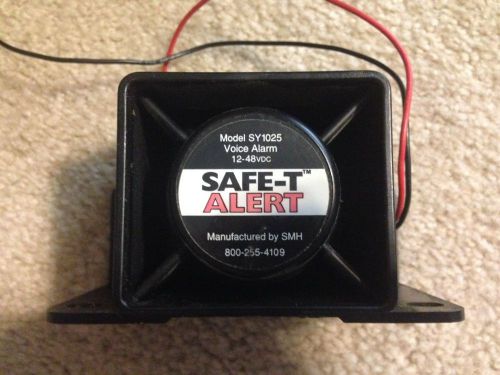 Model SY1025
Voice Alarm
12-48VDC
SAFE-T™
ALERT
Manufactured by SMH
800-255-4109